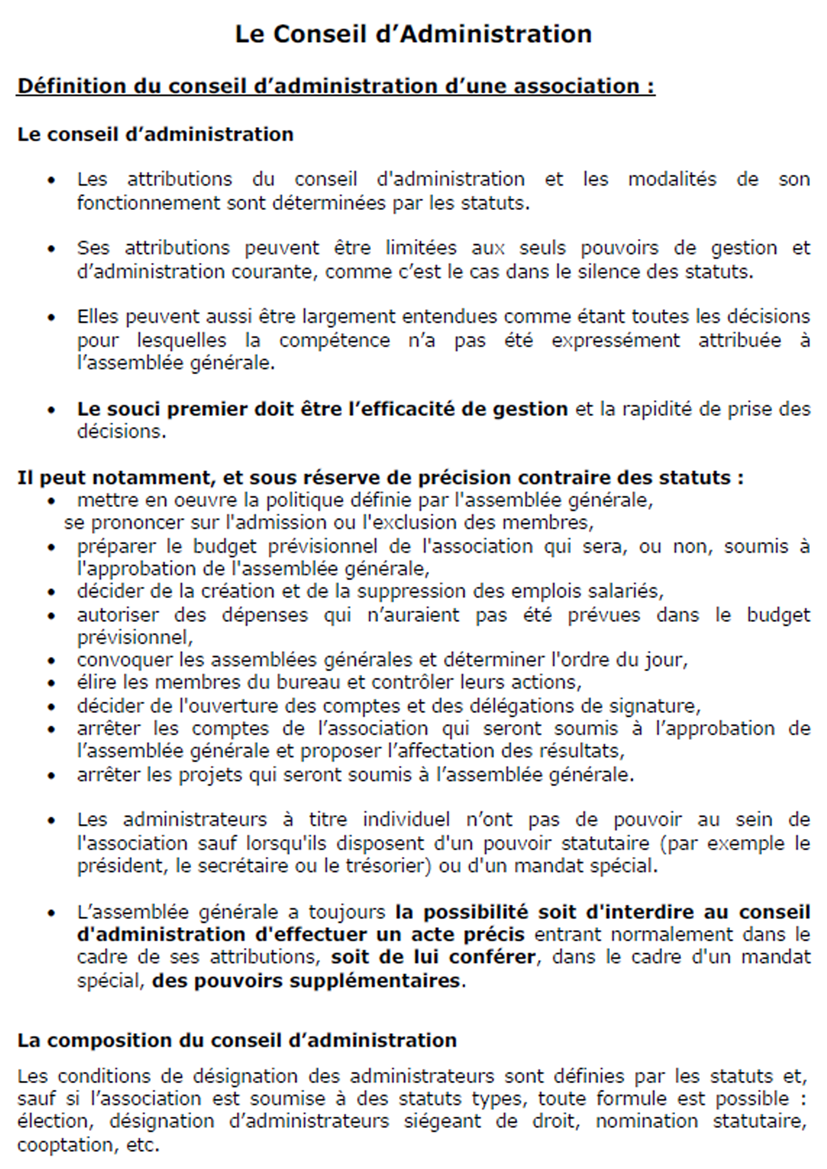 Le Conseil d’Administration
Définition du conseil d’administration d’une association :
Le conseil d’administration
• Les attributions du conseil d'administration et les modalités de son
fonctionnement sont déterminées par les statuts.
• Ses attributions peuvent être limitées aux seuls pouvoirs de gestion et
d’administration courante, comme c’est le cas dans le silence des statuts.
• Elles peuvent aussi être largement entendues comme étant toutes les décisions
pour lesquelles la compétence n’a pas été expressément attribuée à
l’assemblée générale.
• Le souci premier doit être l’efficacité de gestion et la rapidité de prise des
décisions.
Il peut notamment, et sous réserve de précision contraire des statuts :
• mettre en oeuvre la politique définie par l'assemblée générale,
se prononcer sur l'admission ou l'exclusion des membres,
• préparer le budget prévisionnel de l'association qui sera, ou non, soumis à
l'approbation de l'assemblée générale,
• décider de la création et de la suppression des emplois salariés,
• autoriser des dépenses qui n’auraient pas été prévues dans le budget
prévisionnel,
• convoquer les assemblées générales et déterminer l'ordre du jour,
• élire les membres du bureau et contrôler leurs actions,
• décider de l'ouverture des comptes et des délégations de signature,
• arrêter les comptes de l’association qui seront soumis à l’approbation de
l’assemblée générale et proposer l’affectation des résultats,
• arrêter les projets qui seront soumis à l’assemblée générale.
• Les administrateurs à titre individuel n’ont pas de pouvoir au sein de
l'association sauf lorsqu'ils disposent d'un pouvoir statutaire (par exemple le
président, le secrétaire ou le trésorier) ou d'un mandat spécial.
• L’assemblée générale a toujours la possibilité soit d'interdire au conseil
d'administration d'effectuer un acte précis entrant normalement dans le
cadre de ses attributions, soit de lui conférer, dans le cadre d'un mandat
spécial, des pouvoirs supplémentaires.
La composition du conseil d’administration
Les conditions de désignation des administrateurs sont définies par les statuts et,
sauf si l’association est soumise à des statuts types, toute formule est possible :
élection, désignation d’administrateurs siégeant de droit, nomination statutaire,
cooptation, etc.